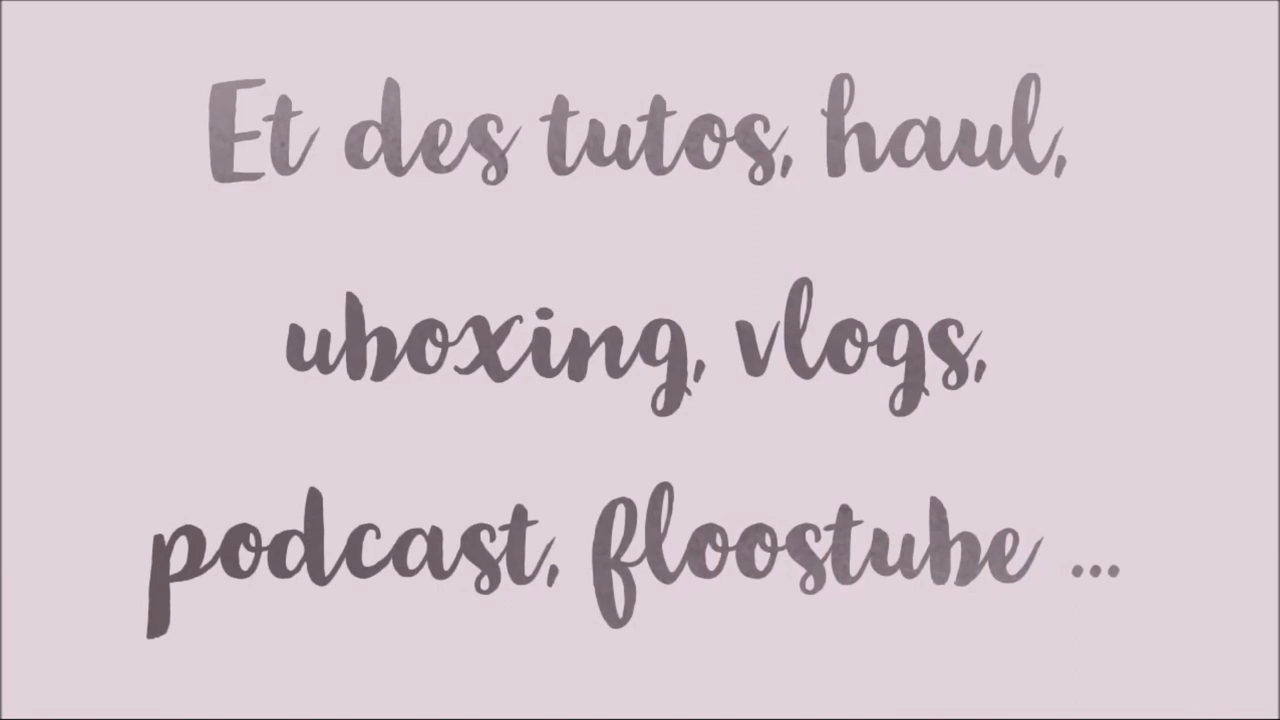 Et des tutos, haul,
uboxing, vlogs,
podcast, floostube ...